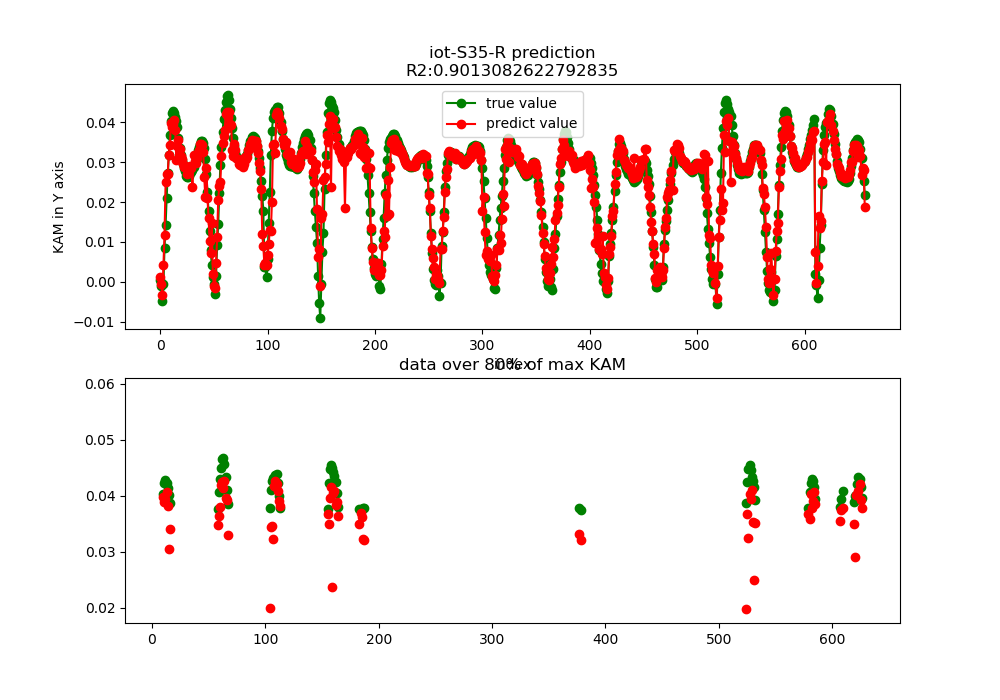 iot-S35-R prediction
R2:0.9013082622792835
true value
predict value
KAM in Y axis
0.04
0.03
0.02
0.01
0.00
−0.01
0 100 200 300 400 500 600
index
data over 80% of max KAM
0.06
0.05
0.04
0.03
0.02
0 100 200 300 400 500 600